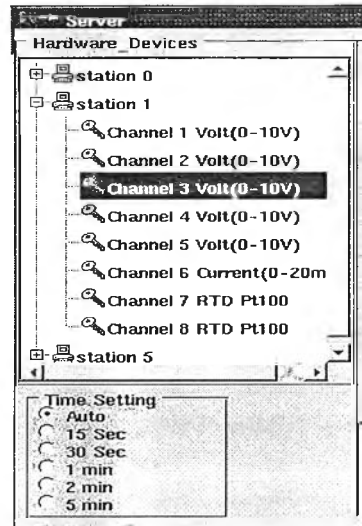 Server
Hardware_Devices
station 0
station 1
Channel 1 Volt(0-10V)
Channel 2 Volt(0-10V)
Channel 3 Volt(0-10V)
Channel 4 Volt(0-10V)
Channel 5 Volt(0-10V)
Channel 6 Current(0-20m
Channel 7 RTD Pt100
Channel 8 RTD Pt100
station 5
Time Setting
Auto
15 Sec
30 Sec
1 min
2 min
5 min